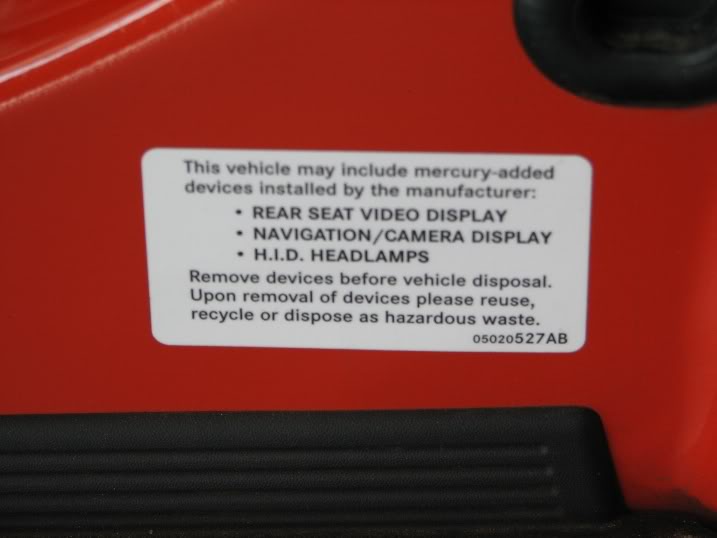 This vehicle may include mercury-added
devices installed by the manufacturer:
• REAR SEAT VIDEO DISPLAY
• NAVIGATION/CAMERA DISPLAY
• H.I.D. HEADLAMPS
Remove devices before vehicle disposal.
Upon removal of devices please reuse,
recycle or dispose as hazardous waste.
05020527AB